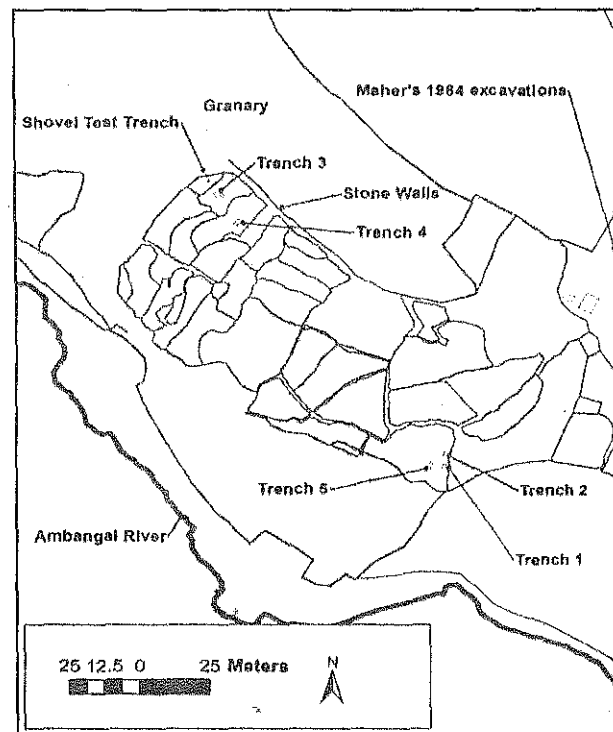 Granary
Maher's 1984 excavations
Shovel Test Trench
Trench 3
Stone Walls
Trench 4
Trench 5
Trench 2
Ambangal River
Trench 1
25 12.5 0 25 Meters
N